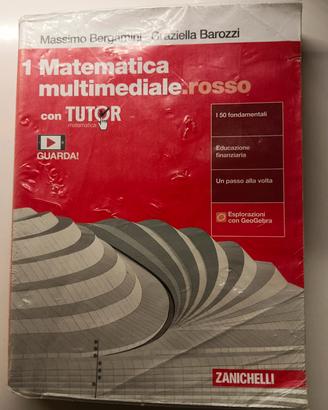 Massimo Bergamini Graziella Barozzi
1 Matematica
multimediale.rosso
con TUTOR
matematica
GUARDA!
I 50 fondamentali
Educazione
finanziaria
Un passo alla volta
Esplorazioni
con GeoGebra
ZANICHELLI